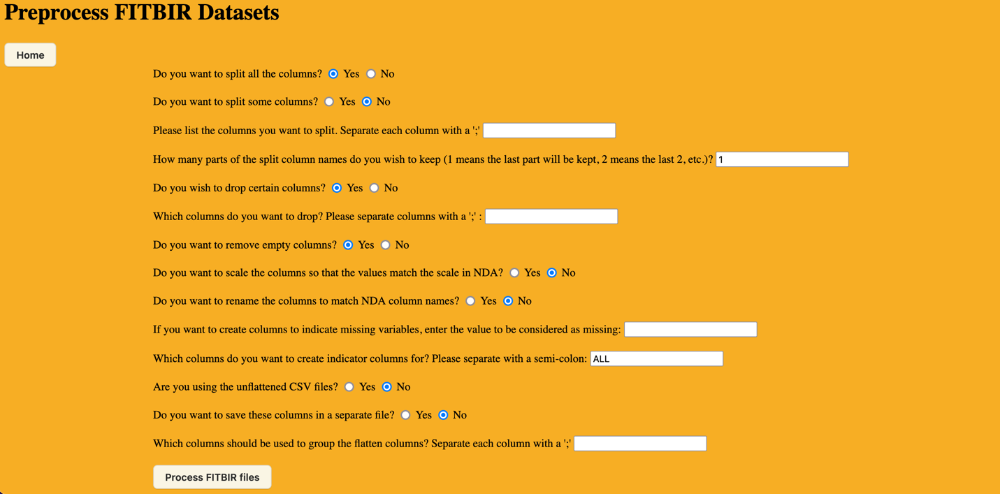 Preprocess FITBIR Datasets
Home
Do you want to split all the columns? Yes No
Do you want to split some columns? Yes No
Please list the columns you want to split. Separate each column with a ';'
How many parts of the split column names do you wish to keep (1 means the last part will be kept, 2 means the last 2, etc.)? 1
Do you wish to drop certain columns? Yes No
Which columns do you want to drop? Please separate columns with a ';' :
Do you want to remove empty columns? Yes No
Do you want to scale the columns so that the values match the scale in NDA? Yes No
Do you want to rename the columns to match NDA column names? Yes No
If you want to create columns to indicate missing variables, enter the value to be considered as missing:
Which columns do you want to create indicator columns for? Please separate with a semi-colon: ALL
Are you using the unflattened CSV files? Yes No
Do you want to save these columns in a separate file? Yes No
Which columns should be used to group the flatten columns? Separate each column with a ';'
Process FITBIR files